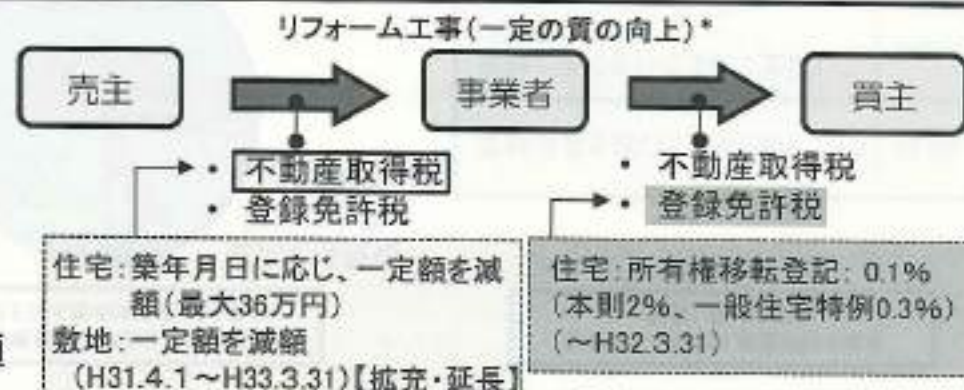 リフォーム工事(一定の質の向上)*
売主
事業者
買主
・ 不動産取得税
・ 登録免許税
・ 不動産取得税
・ 登録免許税
住宅:築年月日に応じ、一定額を減
額(最大36万円)
敷地:一定額を減額
(H31.4.1~H33.3.31)【拡充・延長】
住宅:所有権移転登記: 0.1%
(本則2%、一般住宅特例0.3%)
(~H32.3.31)